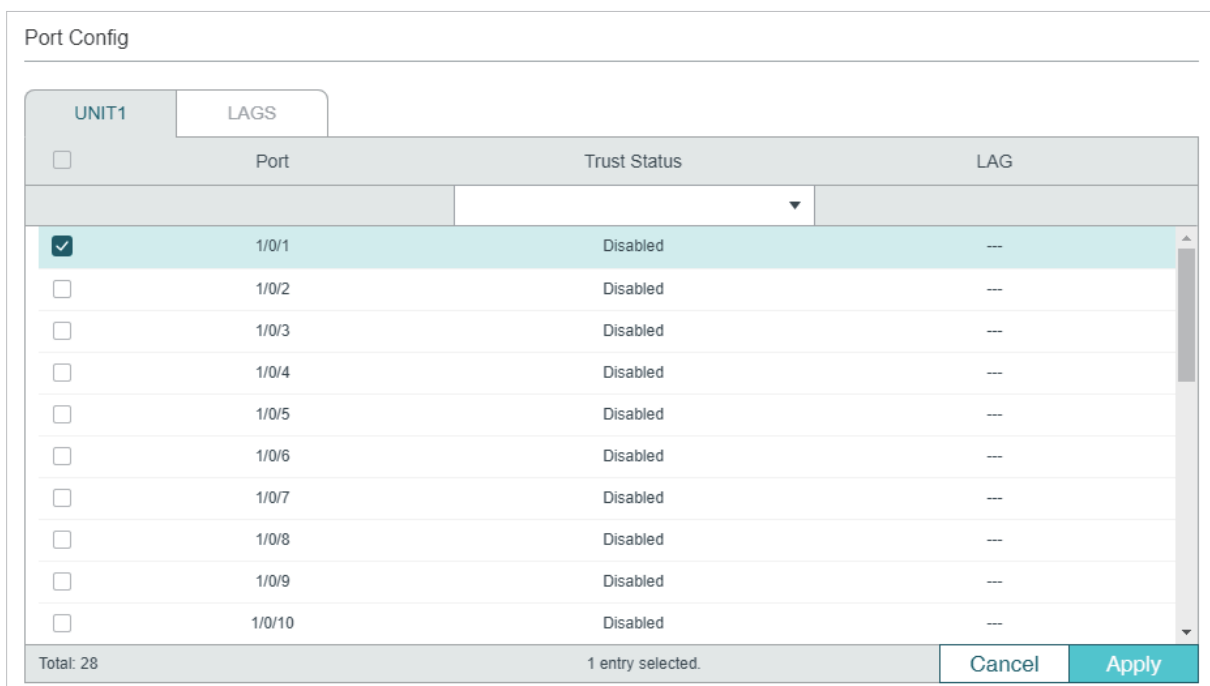 Port Config
UNIT1 LAGS
Port Trust Status LAG
1/0/1 Disabled ---
1/0/2 Disabled ---
1/0/3 Disabled ---
1/0/4 Disabled ---
1/0/5 Disabled ---
1/0/6 Disabled ---
1/0/7 Disabled ---
1/0/8 Disabled ---
1/0/9 Disabled ---
1/0/10 Disabled ---
Total: 28 1 entry selected. Cancel Apply